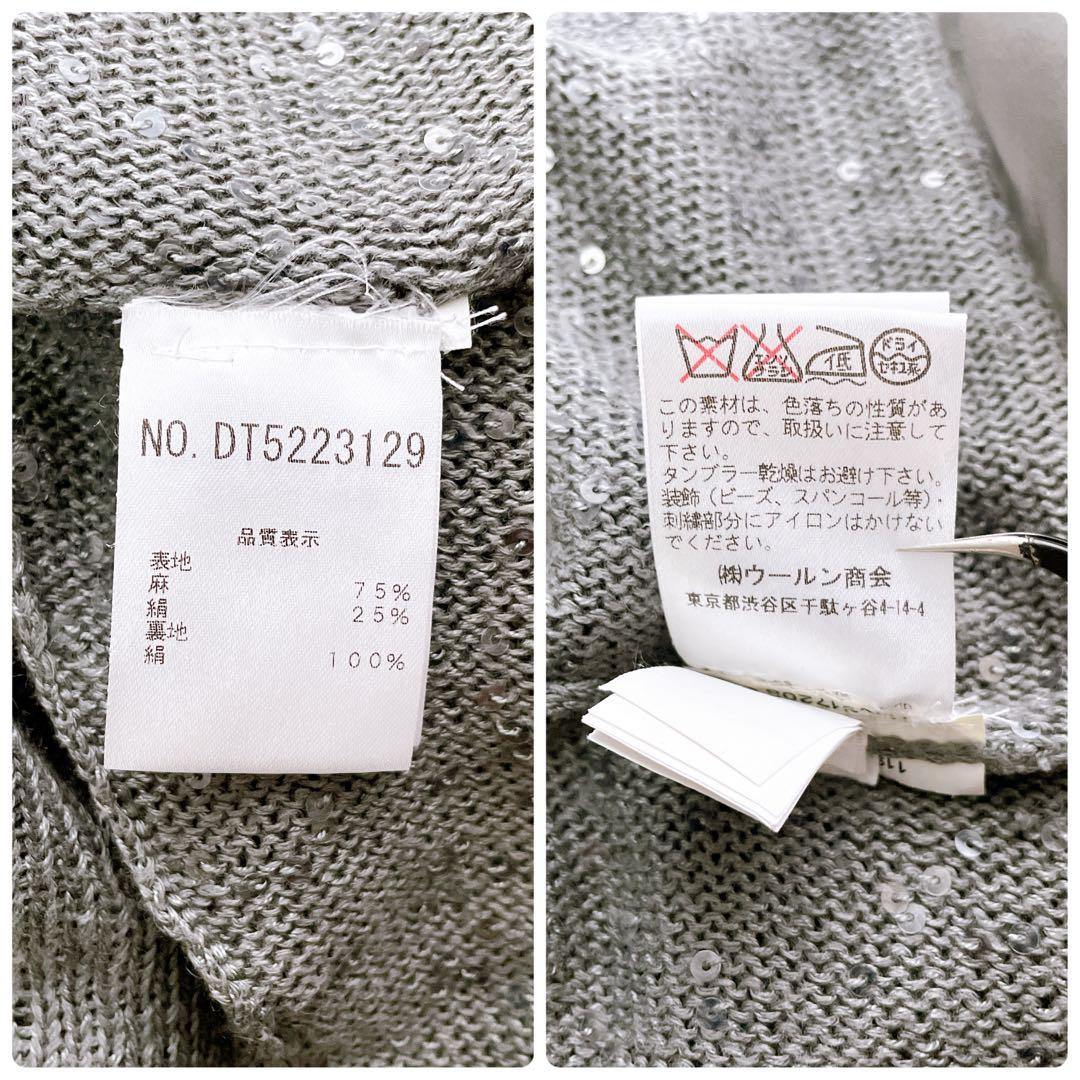 NO. DT5223129
品質表示
表地
麻 75%
絹 25%
裏地
絹 100%
エンソ サラシ
イ低
ドライ
セキユ系
この素材は、色落ちの性質があ
りますので、取扱いに注意して
下さい。
タンブラー乾燥はお避け下さい。
装飾（ビーズ、スパンコール等）・
刺繍部分にアイロンはかけない
でください。
㈱ウールン商会
東京都渋谷区千駄ヶ谷4-14-4